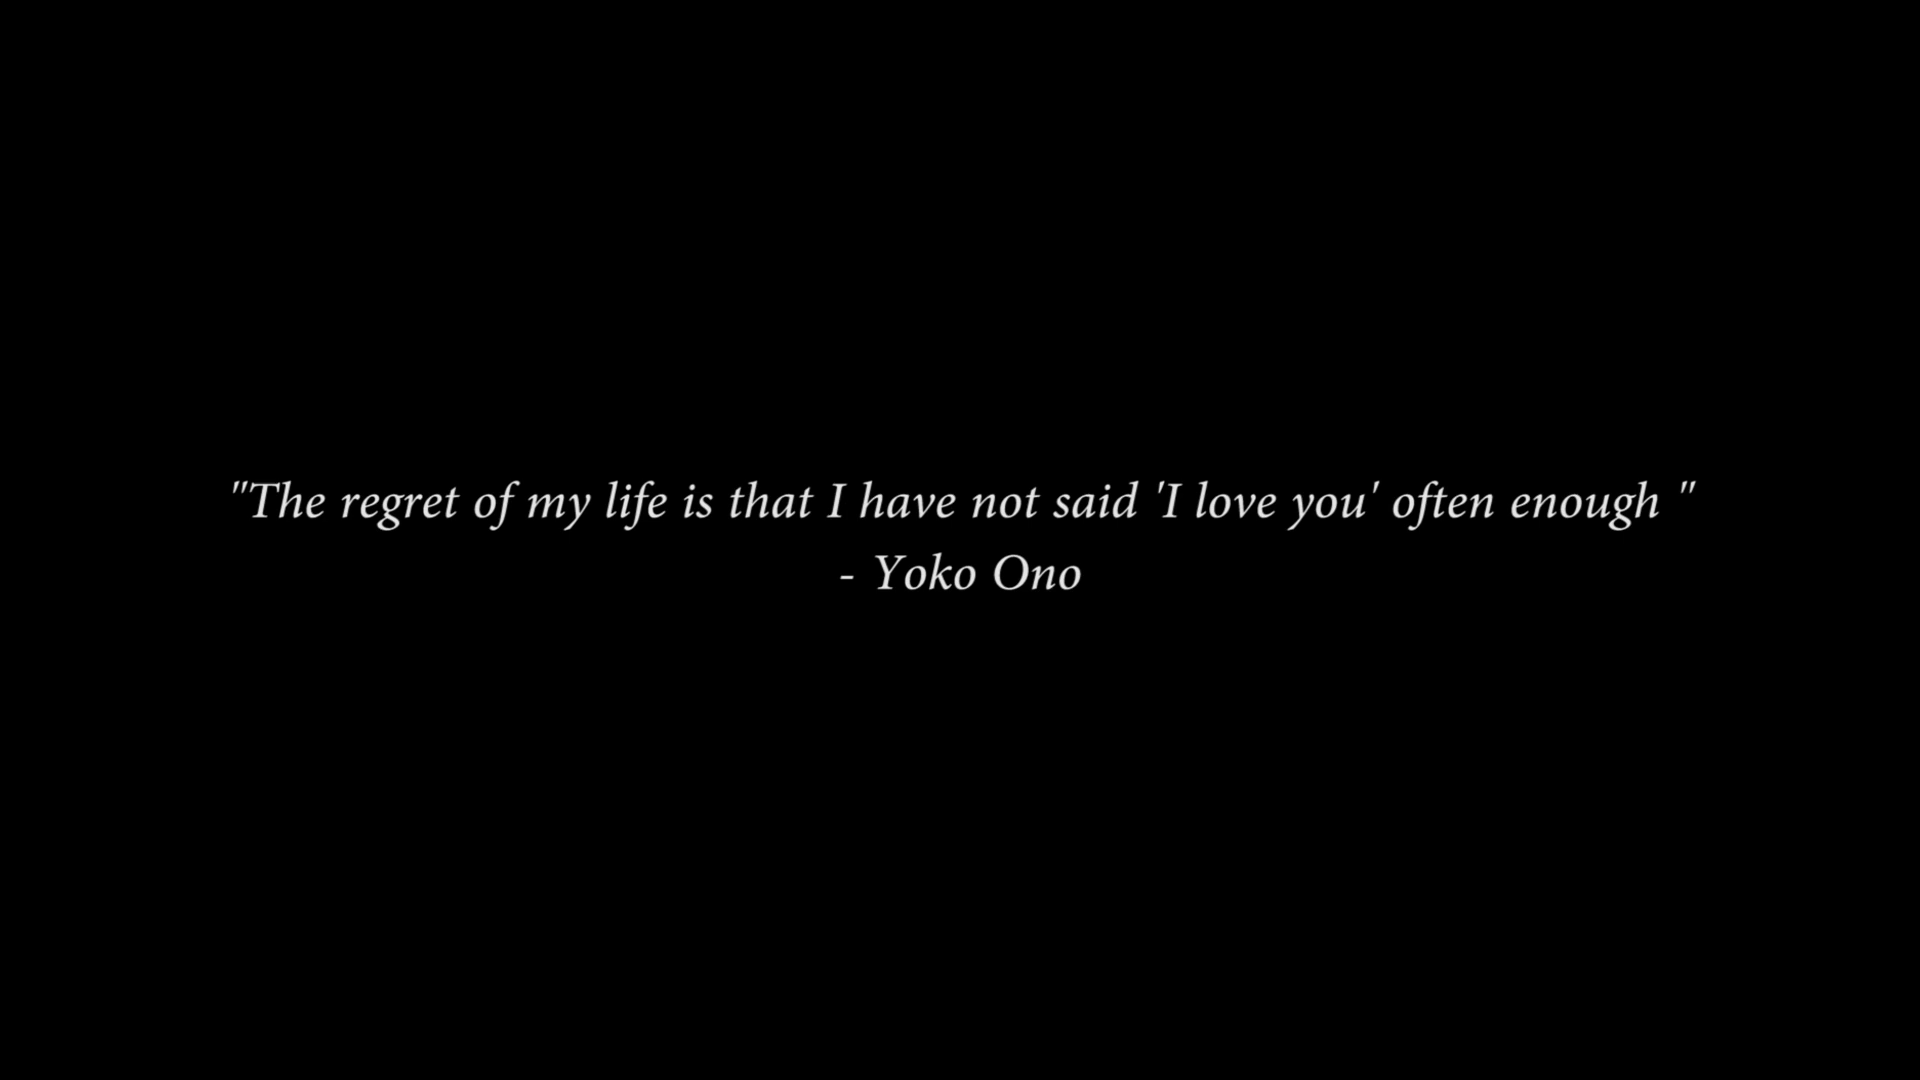 "The regret of my life is that I have not said 'I love you' often enough "
- Yoko Ono